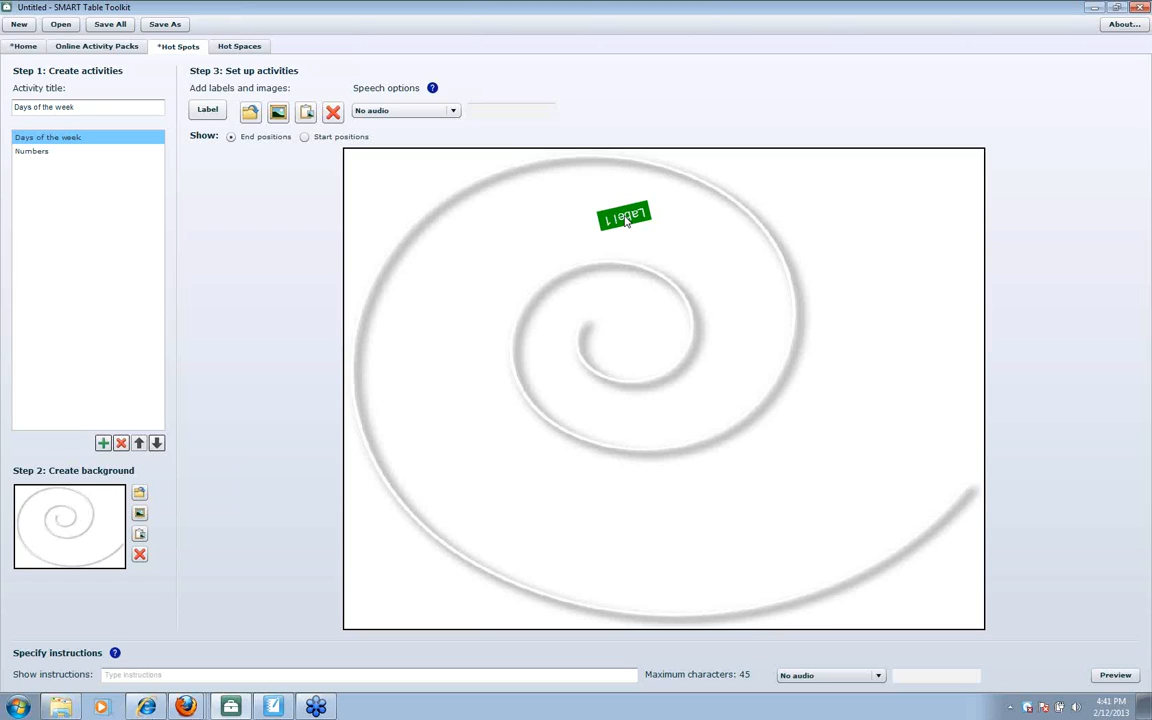 Untitled - SMART Table Toolkit
New Open Save All Save As About...
*Home Online Activity Packs *Hot Spots Hot Spaces
Step 1: Create activities
Activity title:
Days of the week
Days of the week
Numbers
Step 2: Create background
Step 3: Set up activities
Add labels and images: Speech options ?
Label No audio
Show: End positions Start positions
Label 1
Specify instructions ?
Show instructions: Type instructions Maximum characters: 45 No audio Preview
4:41 PM
2/12/2013